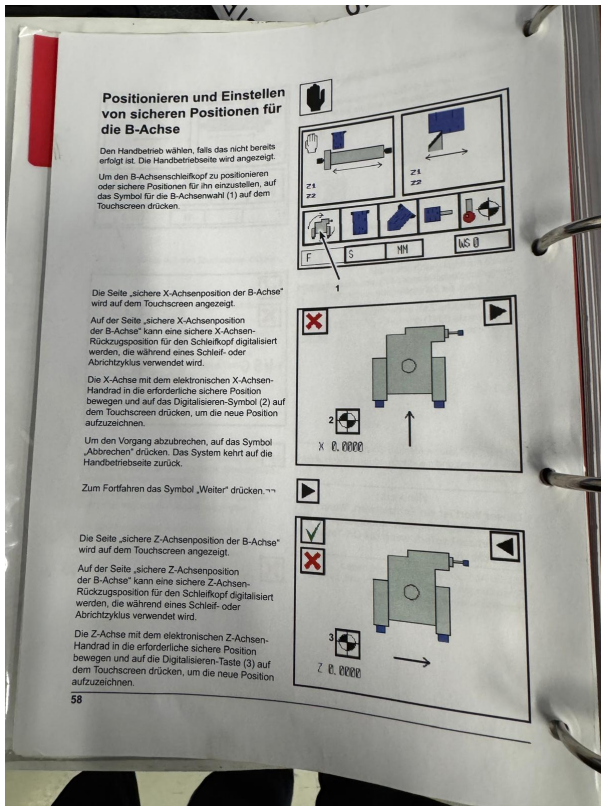 Positionieren und Einstellen
von sicheren Positionen für
die B-Achse
Den Handbetrieb wählen, falls das nicht bereits
erfolgt ist. Die Handbetriebseite wird angezeigt.
Um den B-Achsenschleifkopf zu positionieren
oder sichere Positionen für ihn einzustellen, auf
das Symbol für die B-Achsenwahl (1) auf dem
Touchscreen drücken.
Z1
Z2
Z1
Z2
F
S
MM
WS 0
1
Die Seite „sichere X-Achsenposition der B-Achse“
wird auf dem Touchscreen angezeigt.
Auf der Seite „sichere X-Achsenposition
der B-Achse“ kann eine sichere X-Achsen-
Rückzugsposition für den Schleifkopf digitalisiert
werden, die während eines Schleif- oder
Abrichtzyklus verwendet wird.
Die X-Achse mit dem elektronischen X-Achsen-
Handrad in die erforderliche sichere Position
bewegen und auf das Digitalisieren-Symbol (2) auf
dem Touchscreen drücken, um die neue Position
aufzuzeichnen.
Um den Vorgang abzubrechen, auf das Symbol
„Abbrechen“ drücken. Das System kehrt auf die
Handbetriebseite zurück.
2
X 0.0000
Zum Fortfahren das Symbol „Weiter“ drücken.¬¬
Die Seite „sichere Z-Achsenposition der B-Achse“
wird auf dem Touchscreen angezeigt.
Auf der Seite „sichere Z-Achsenposition
der B-Achse“ kann eine sichere Z-Achsen-
Rückzugsposition für den Schleifkopf digitalisiert
werden, die während eines Schleif- oder
Abrichtzyklus verwendet wird.
Die Z-Achse mit dem elektronischen Z-Achsen-
Handrad in die erforderliche sichere Position
bewegen und auf die Digitalisieren-Taste (3) auf
dem Touchscreen drücken, um die neue Position
aufzuzeichnen.
3
Z 0.0000
58